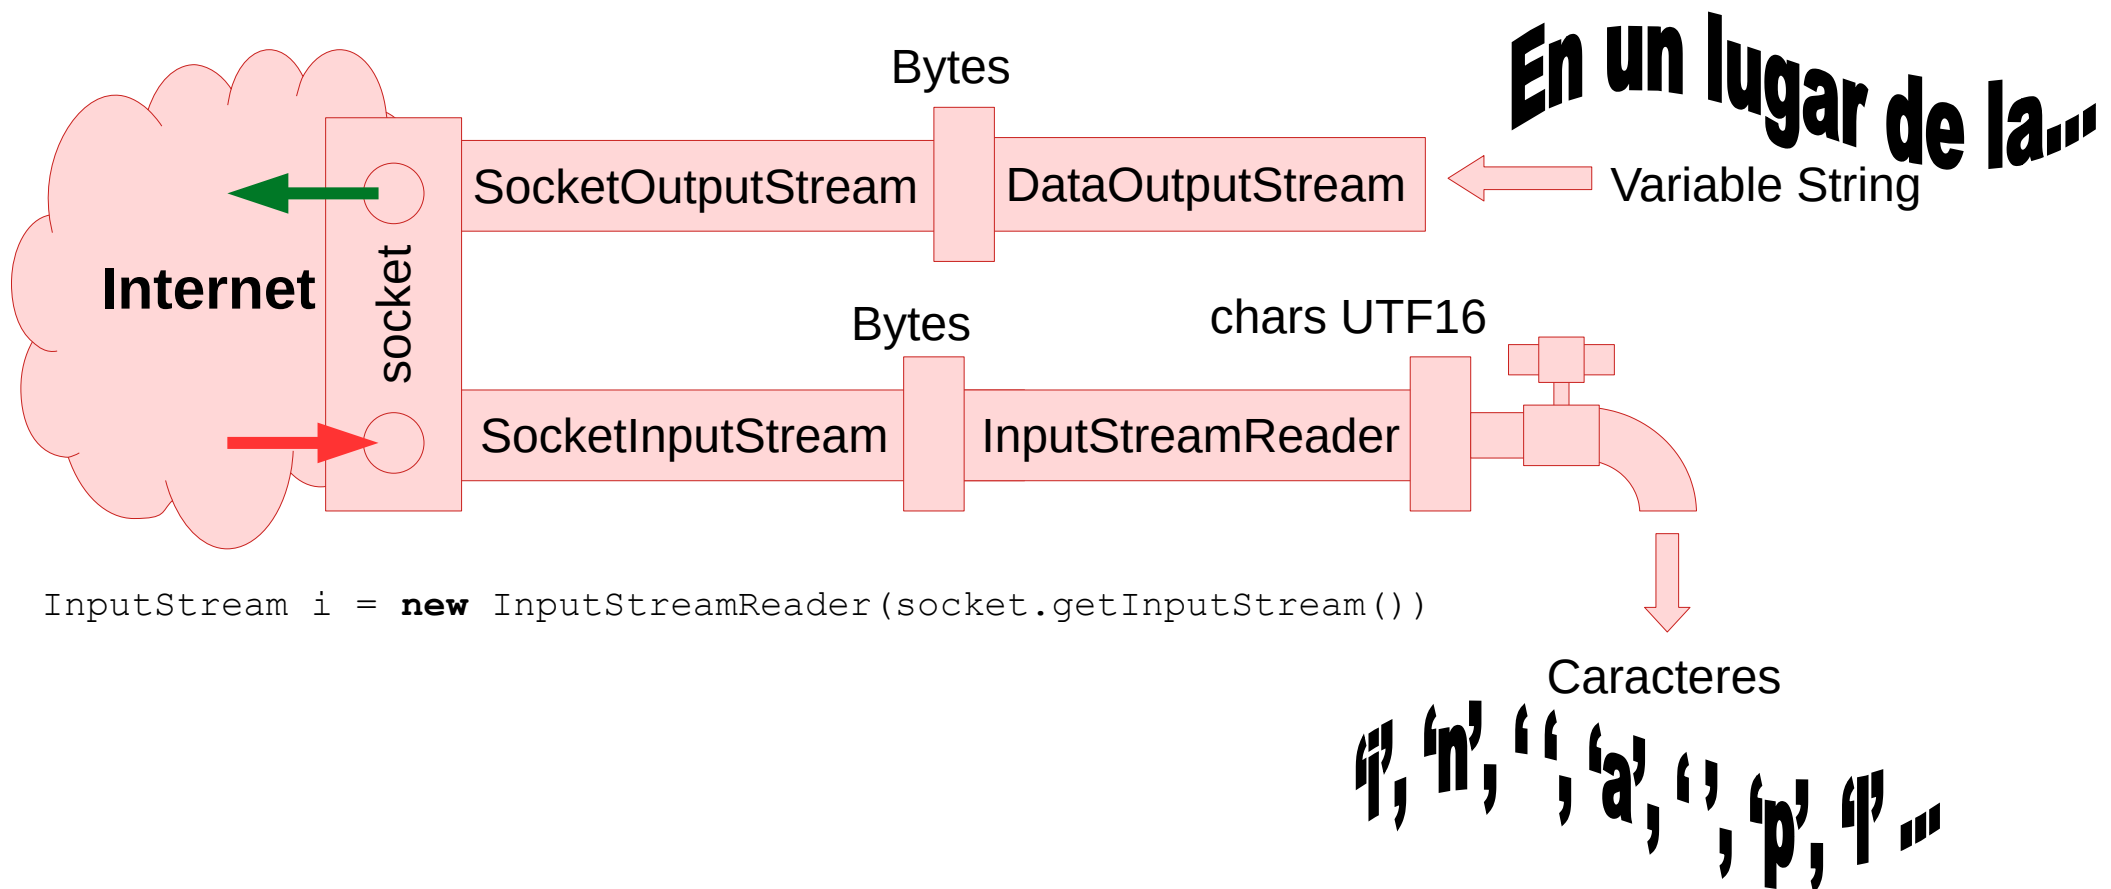 Bytes
En un lugar de la...
SocketOutputStream
DataOutputStream
Variable String
Internet
socket
Bytes
chars UTF16
SocketInputStream
InputStreamReader
InputStream i = new InputStreamReader(socket.getInputStream())
Caracteres
‘i’, ‘n’, ‘ ‘, ‘a’, ‘ ’, ‘p’, ‘l’ ...